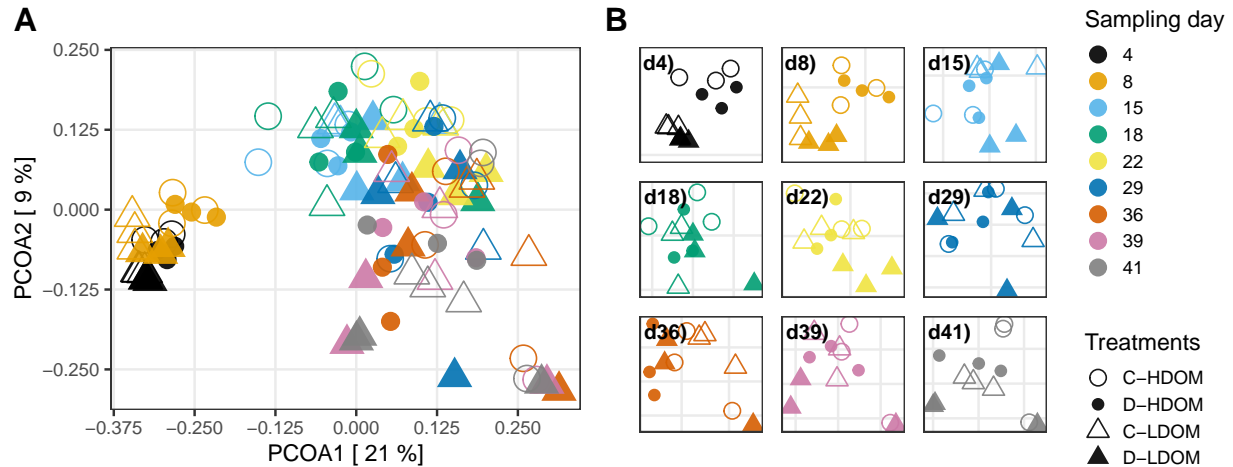 A
B
Sampling day
0.250
0.125
0.000
−0.125
−0.250
PCOA2 [ 9 % ]
−0.375
−0.250
−0.125
0.000
0.125
0.250
PCOA1 [ 21 % ]
d4)
d8)
d15)
d18)
d22)
d29)
d36)
d39)
d41)
4
8
15
18
22
29
36
39
41
Treatments
C−HDOM
D−HDOM
C−LDOM
D−LDOM